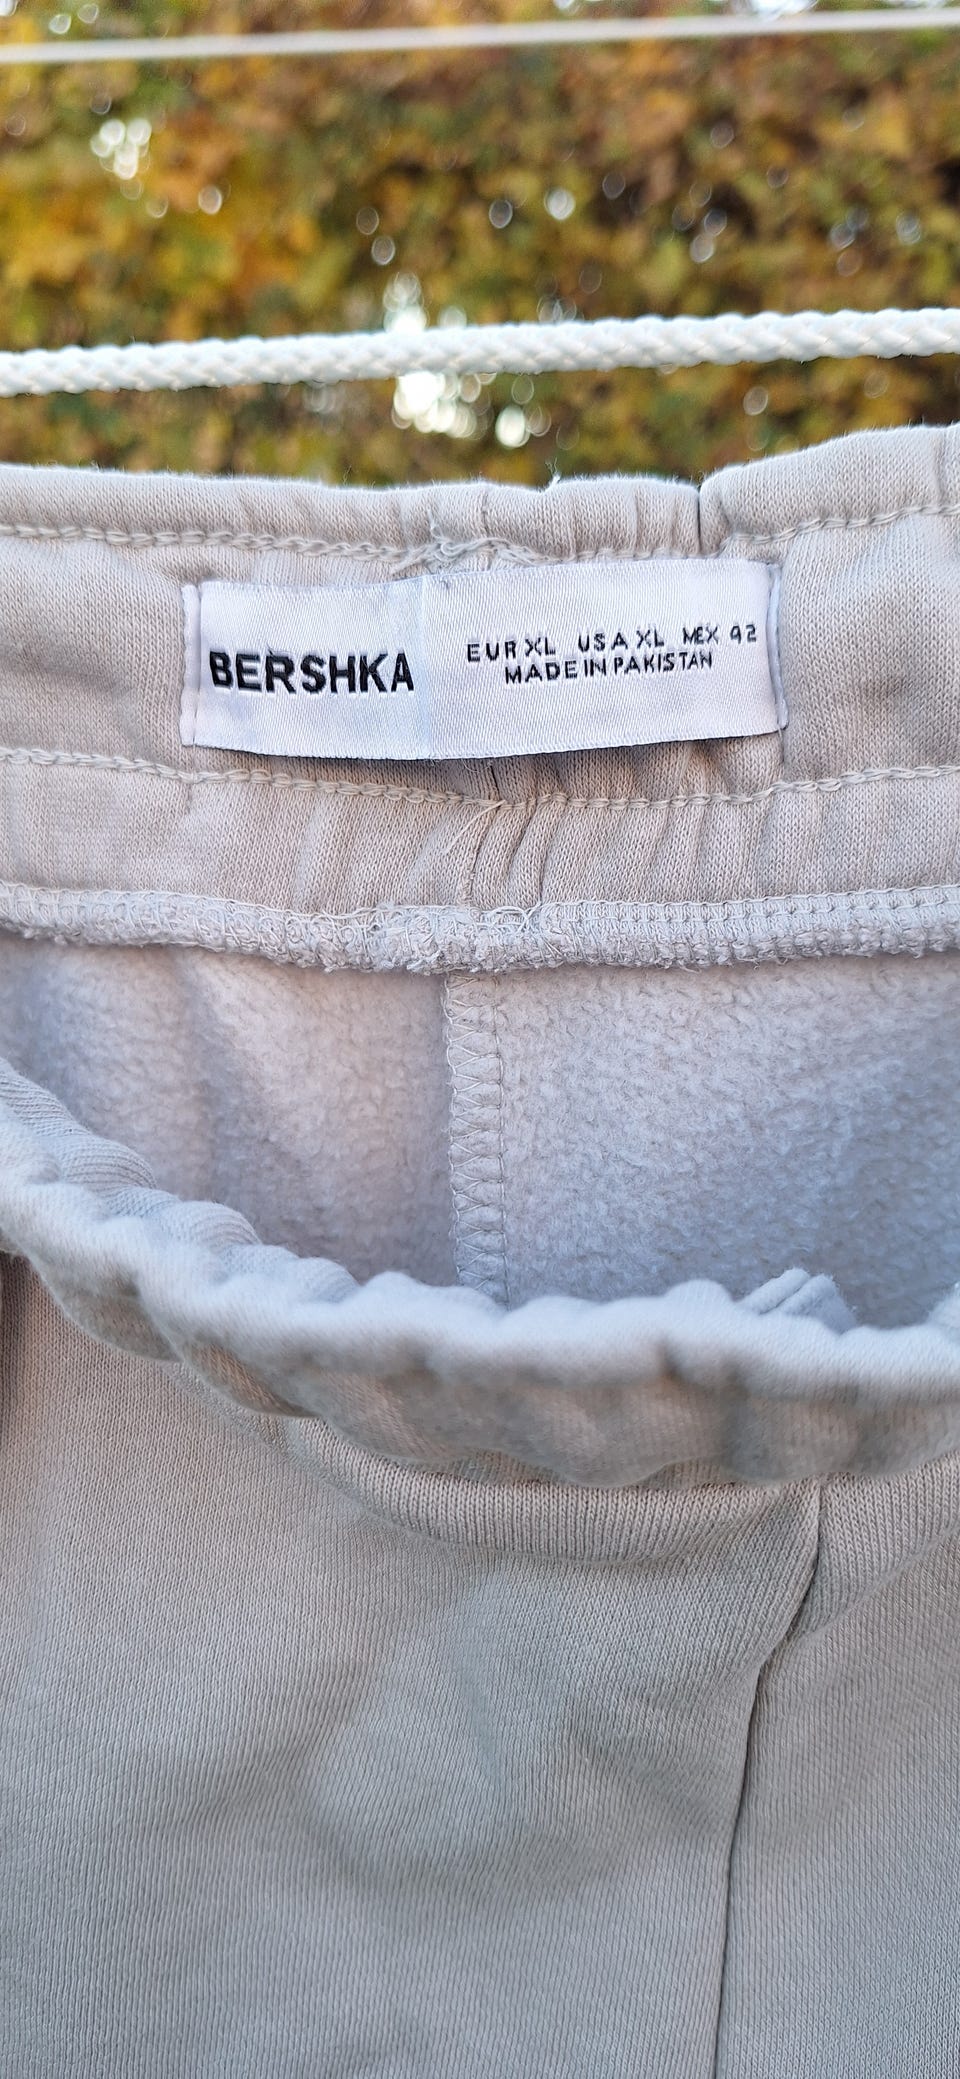 BERSHKA
EUR XL USA XL MEX 42
MADE IN PAKISTAN